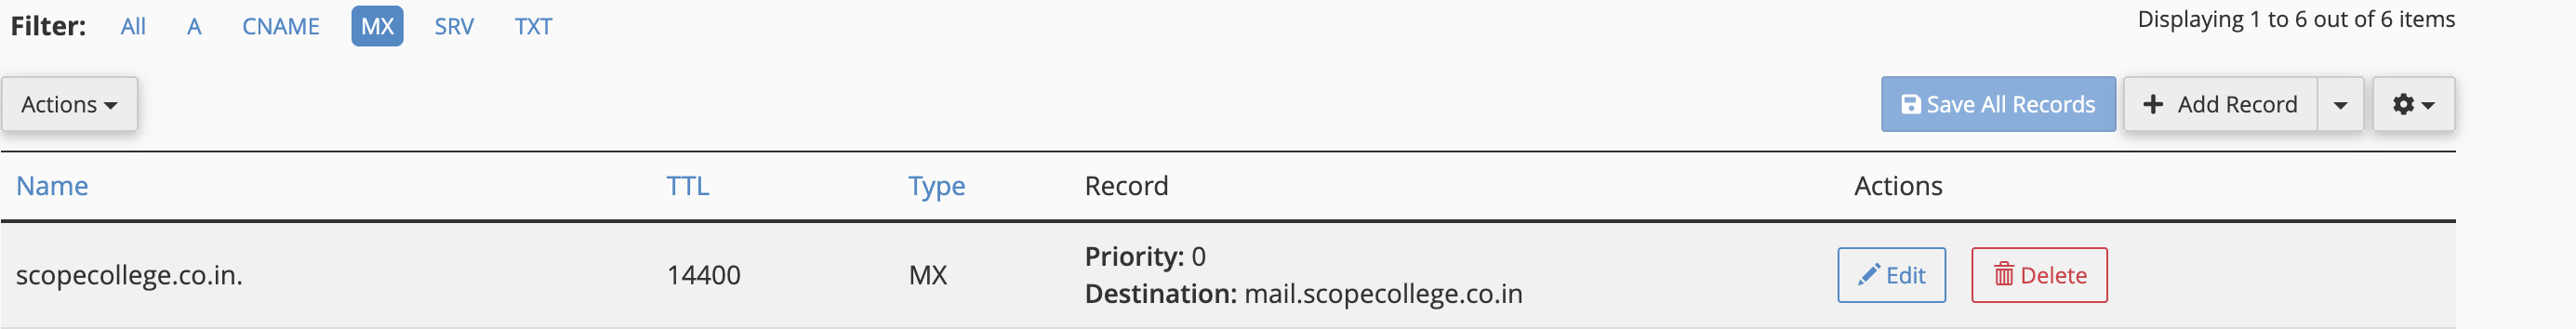 Filter: All A CNAME MX SRV TXT
Displaying 1 to 6 out of 6 items
Actions
Save All Records
Add Record
Name TTL Type Record Actions
scopecollege.co.in. 14400 MX Priority: 0
Destination: mail.scopecollege.co.in
Edit Delete